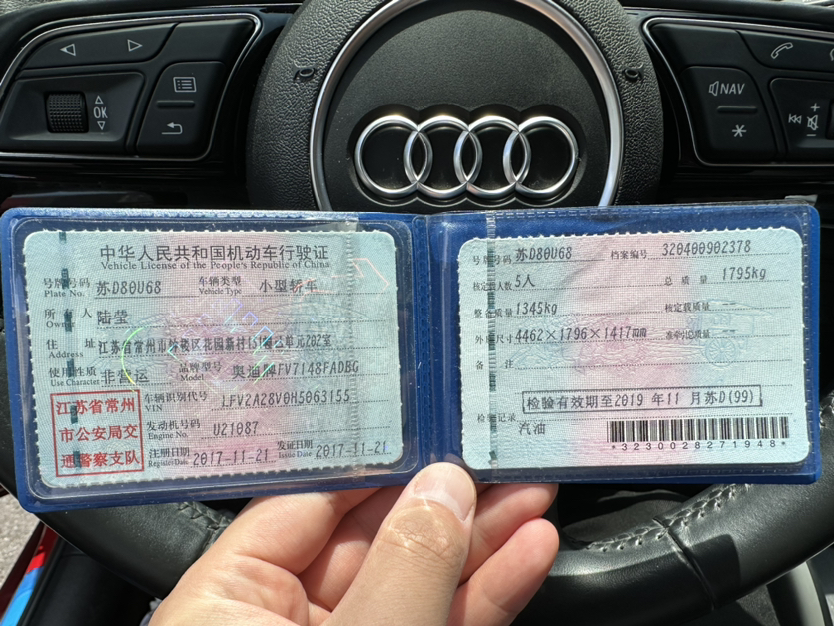 OK
NAV
中华人民共和国机动车行驶证
Vehicle License of the People's Republic of China
号牌号码 苏D80U68 车辆类型 小型轿车
Plate No. Vehicle Type
所有人 陆莹
Owner
住址 江苏省常州市
Address
使用性质 非营运 品牌型号 奥迪牌FV7148FADBG
Use Character Model
江苏省常州
市公安局交
通警察支队
车辆识别代号 LFV2A28V0H5063155
VIN
发动机号码 U21087
Engine No.
注册日期 2017-11-21 发证日期 2017-11-21
Register Date Issue Date
号牌号码 苏D80U68 档案编号 320400902378
核定载人数 5人 总质量 1795kg
整备质量 1345kg 核定载质量
外廓尺寸 4462×1796×1417mm 准牵引总质量
备注
检验有效期至2019年11月苏D(99)
检验记录
汽油
*3230028271948*